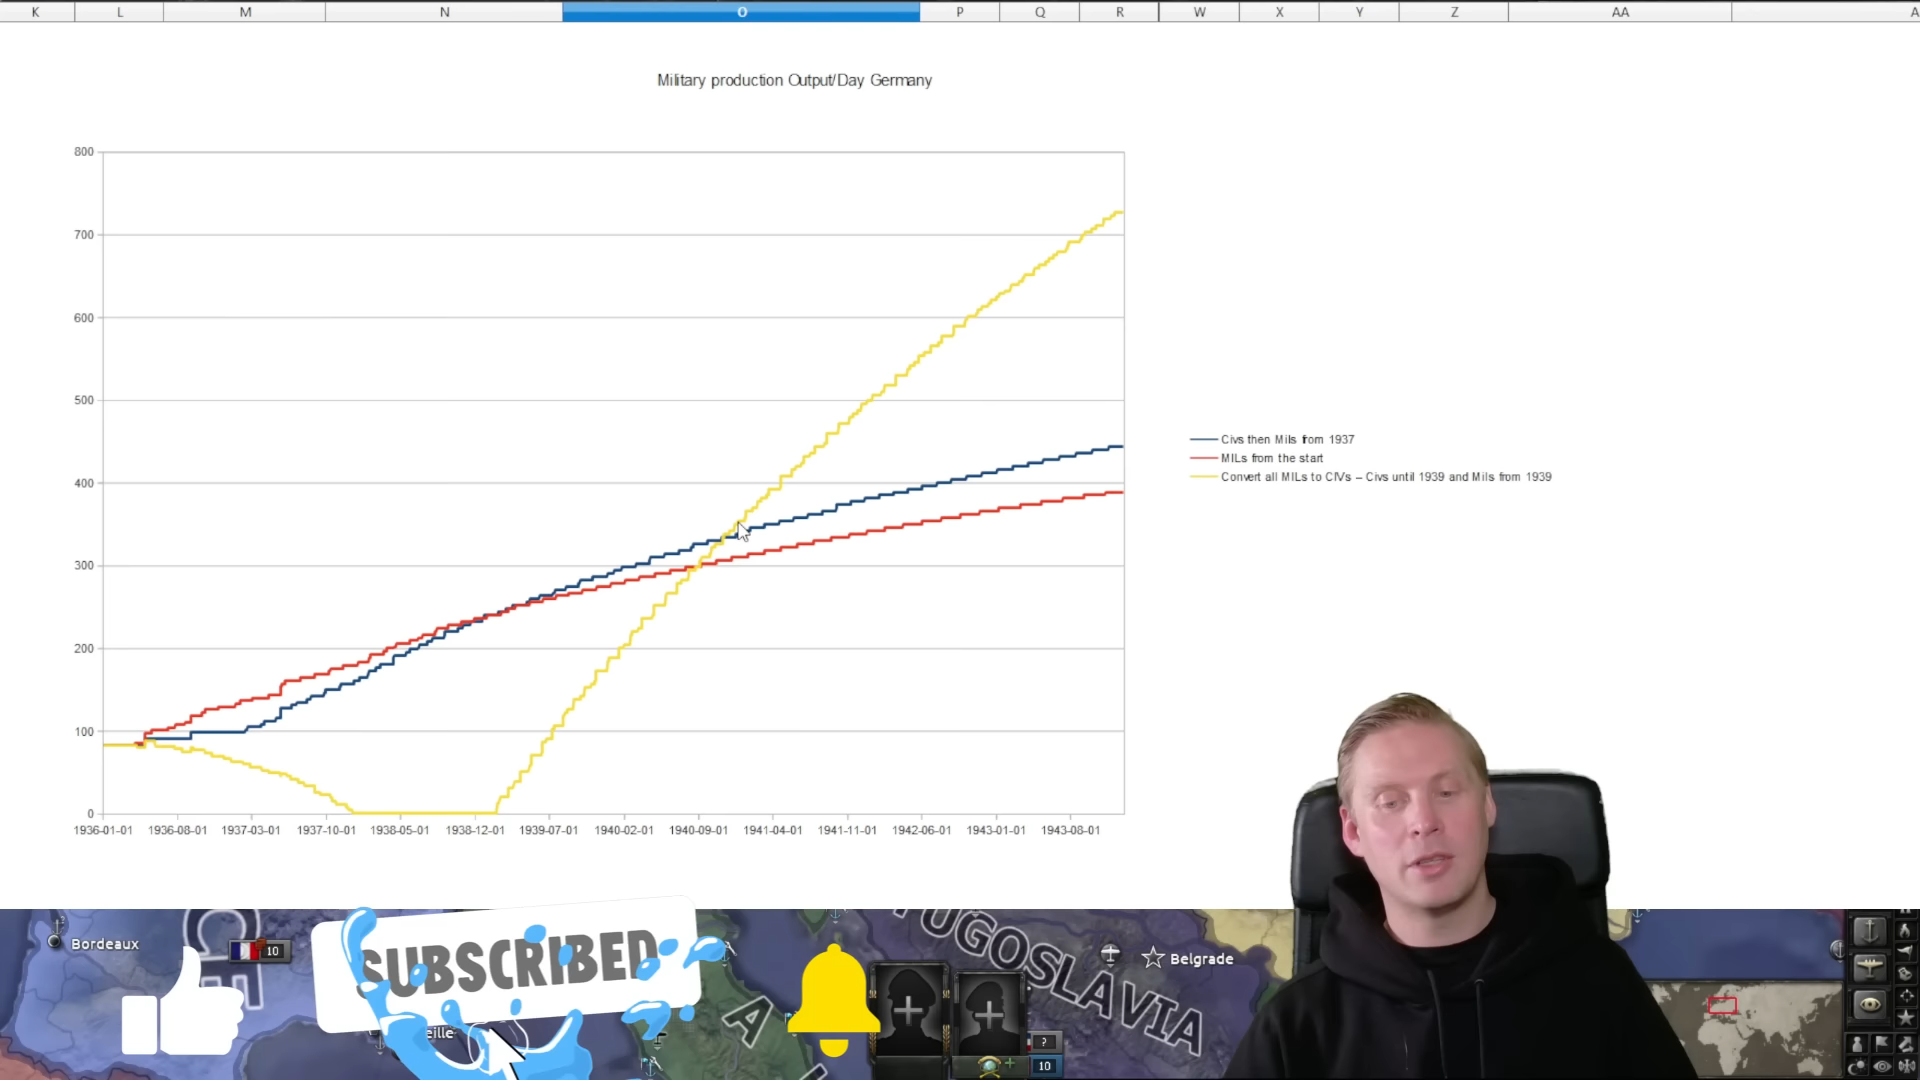 K L M N O P Q R W X Y Z AA A
Military production Output/Day Germany
800
700
600
500
400
300
200
100
0
1936-01-01 1936-08-01 1937-03-01 1937-10-01 1938-05-01 1938-12-01 1939-07-01 1940-02-01 1940-09-01 1941-04-01 1941-11-01 1942-06-01 1943-01-01 1943-08-01
Civs then Mils from 1937
MILs from the start
Convert all MILs to CIVs – Civs until 1939 and Mils from 1939
Bordeaux
10
SUBSCRIBED
YUGOSLAVIA
Belgrade
eille
A
?
10